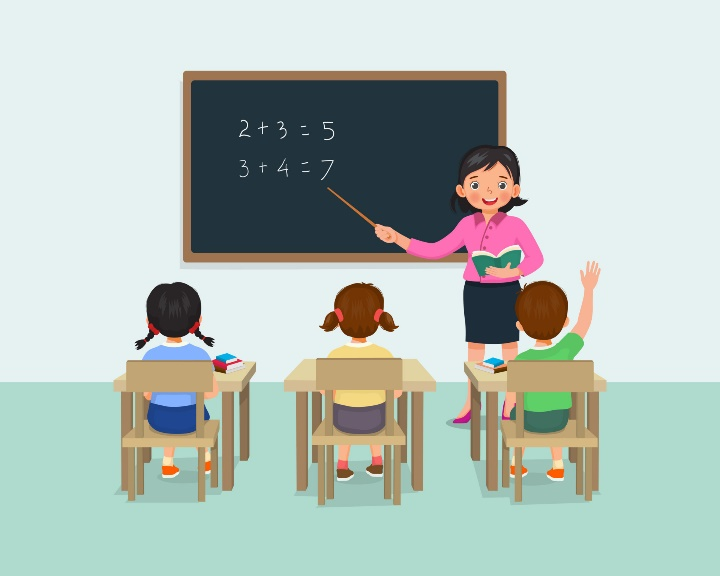 2 + 3 = 5
3 + 4 = 7